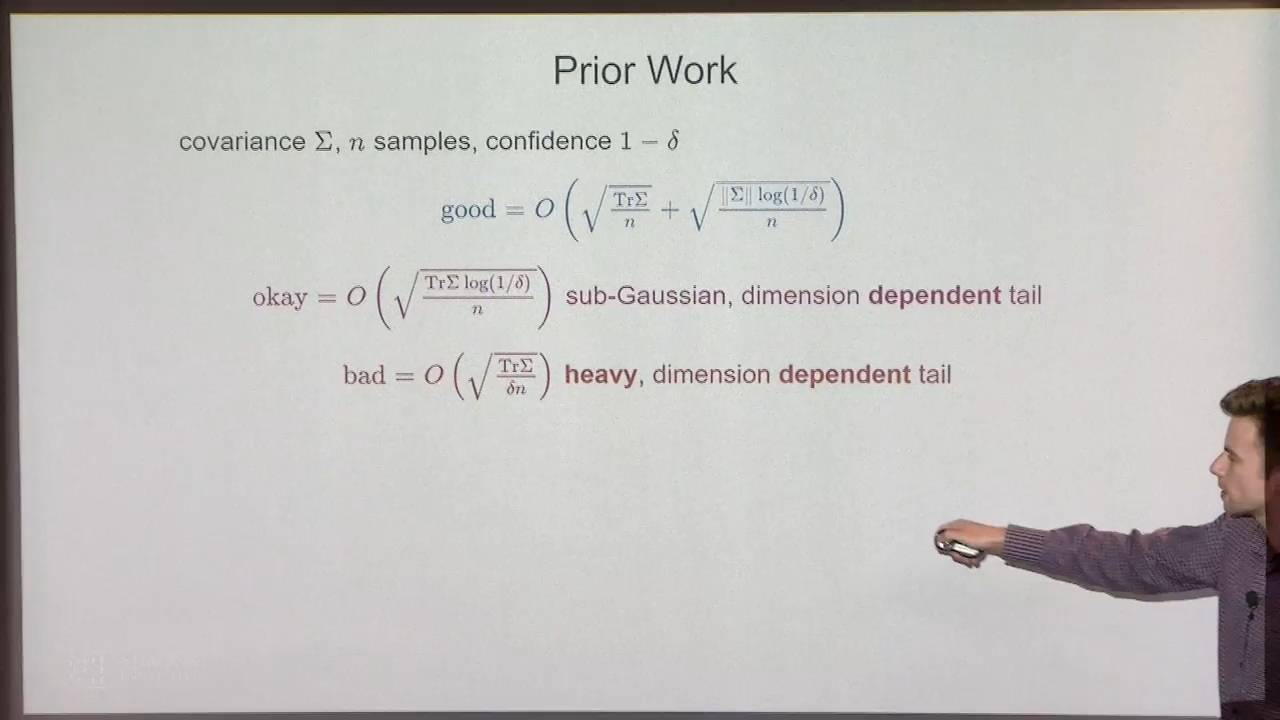 Prior Work
covariance Σ, n samples, confidence 1 − δ
good = O(√(TrΣ/n) + √(‖Σ‖ log(1/δ)/n))
okay = O(√(TrΣ log(1/δ)/n)) sub-Gaussian, dimension dependent tail
bad = O(√(TrΣ/δn)) heavy, dimension dependent tail